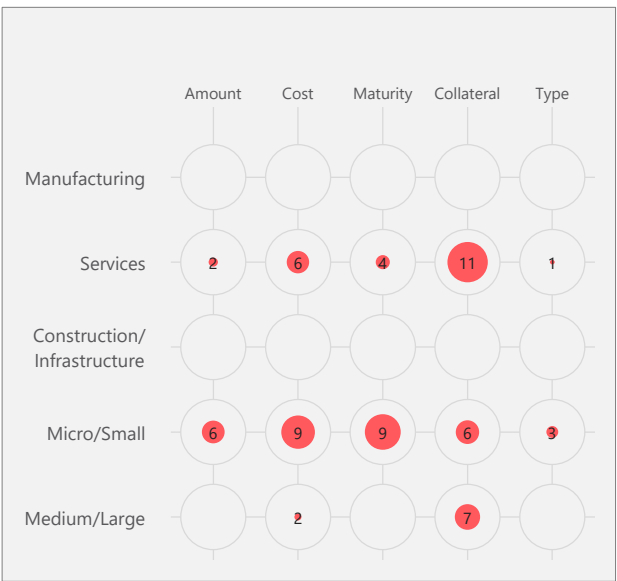 Amount Cost Maturity Collateral Type
Manufacturing
Services 2 6 4 11 1
Construction/
Infrastructure
Micro/Small 6 9 9 6 3
Medium/Large 2 7